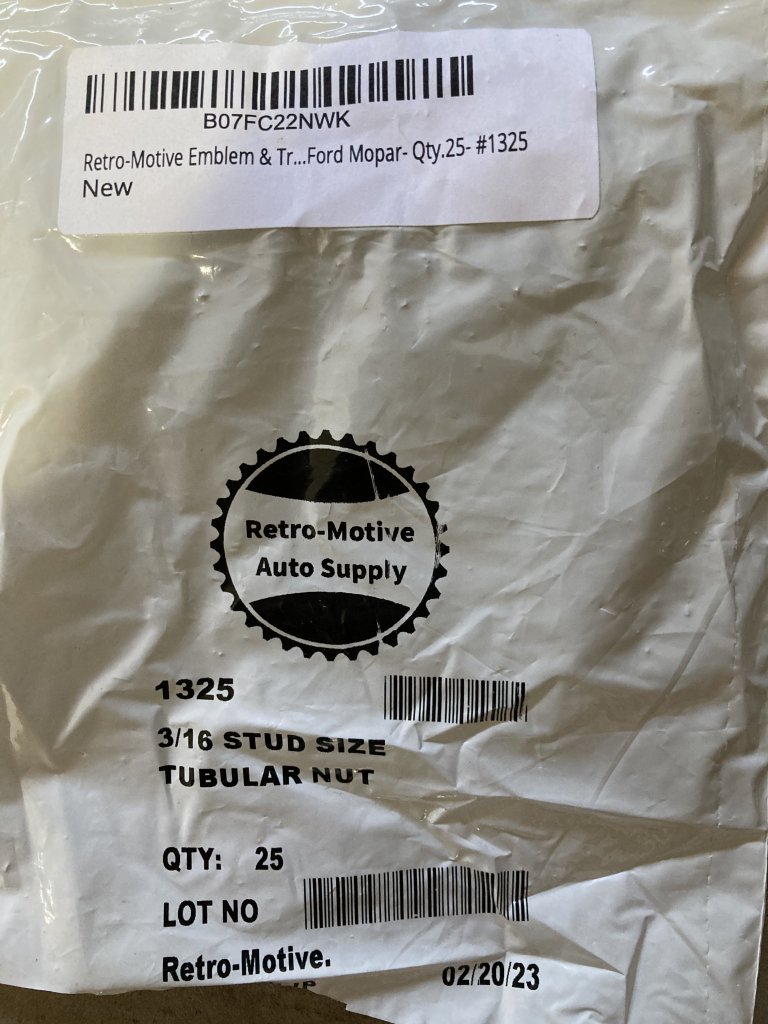 B07FC22NWK
Retro-Motive Emblem & Tr...Ford Mopar- Qty.25- #1325
New
Retro-Motive
Auto Supply
1325
3/16 STUD SIZE
TUBULAR NUT
QTY: 25
LOT NO
Retro-Motive.
02/20/23